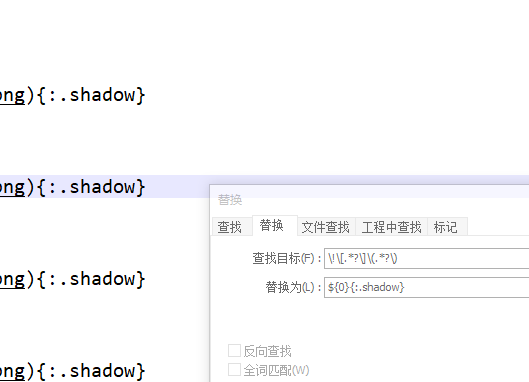 ong){:.shadow}
ong){:.shadow}
替换
查找 替换 文件查找 工程中查找 标记
查找目标(F) : \!\[.*?\]\(.*?\)
替换为(L) : ${0}{:.shadow}
ong){:.shadow}
反向查找
全词匹配(W)
ong){:.shadow}